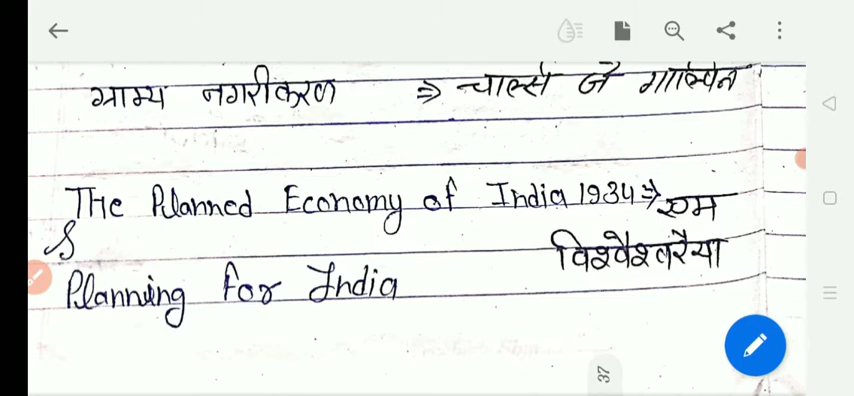 ग्राम्य नगरीकरण ⇒ चार्ल्स जे गाल्पिन
The Planned Economy of India 1934 ⇒ एम
&
विश्वेश्वरैया
Planning for India
37